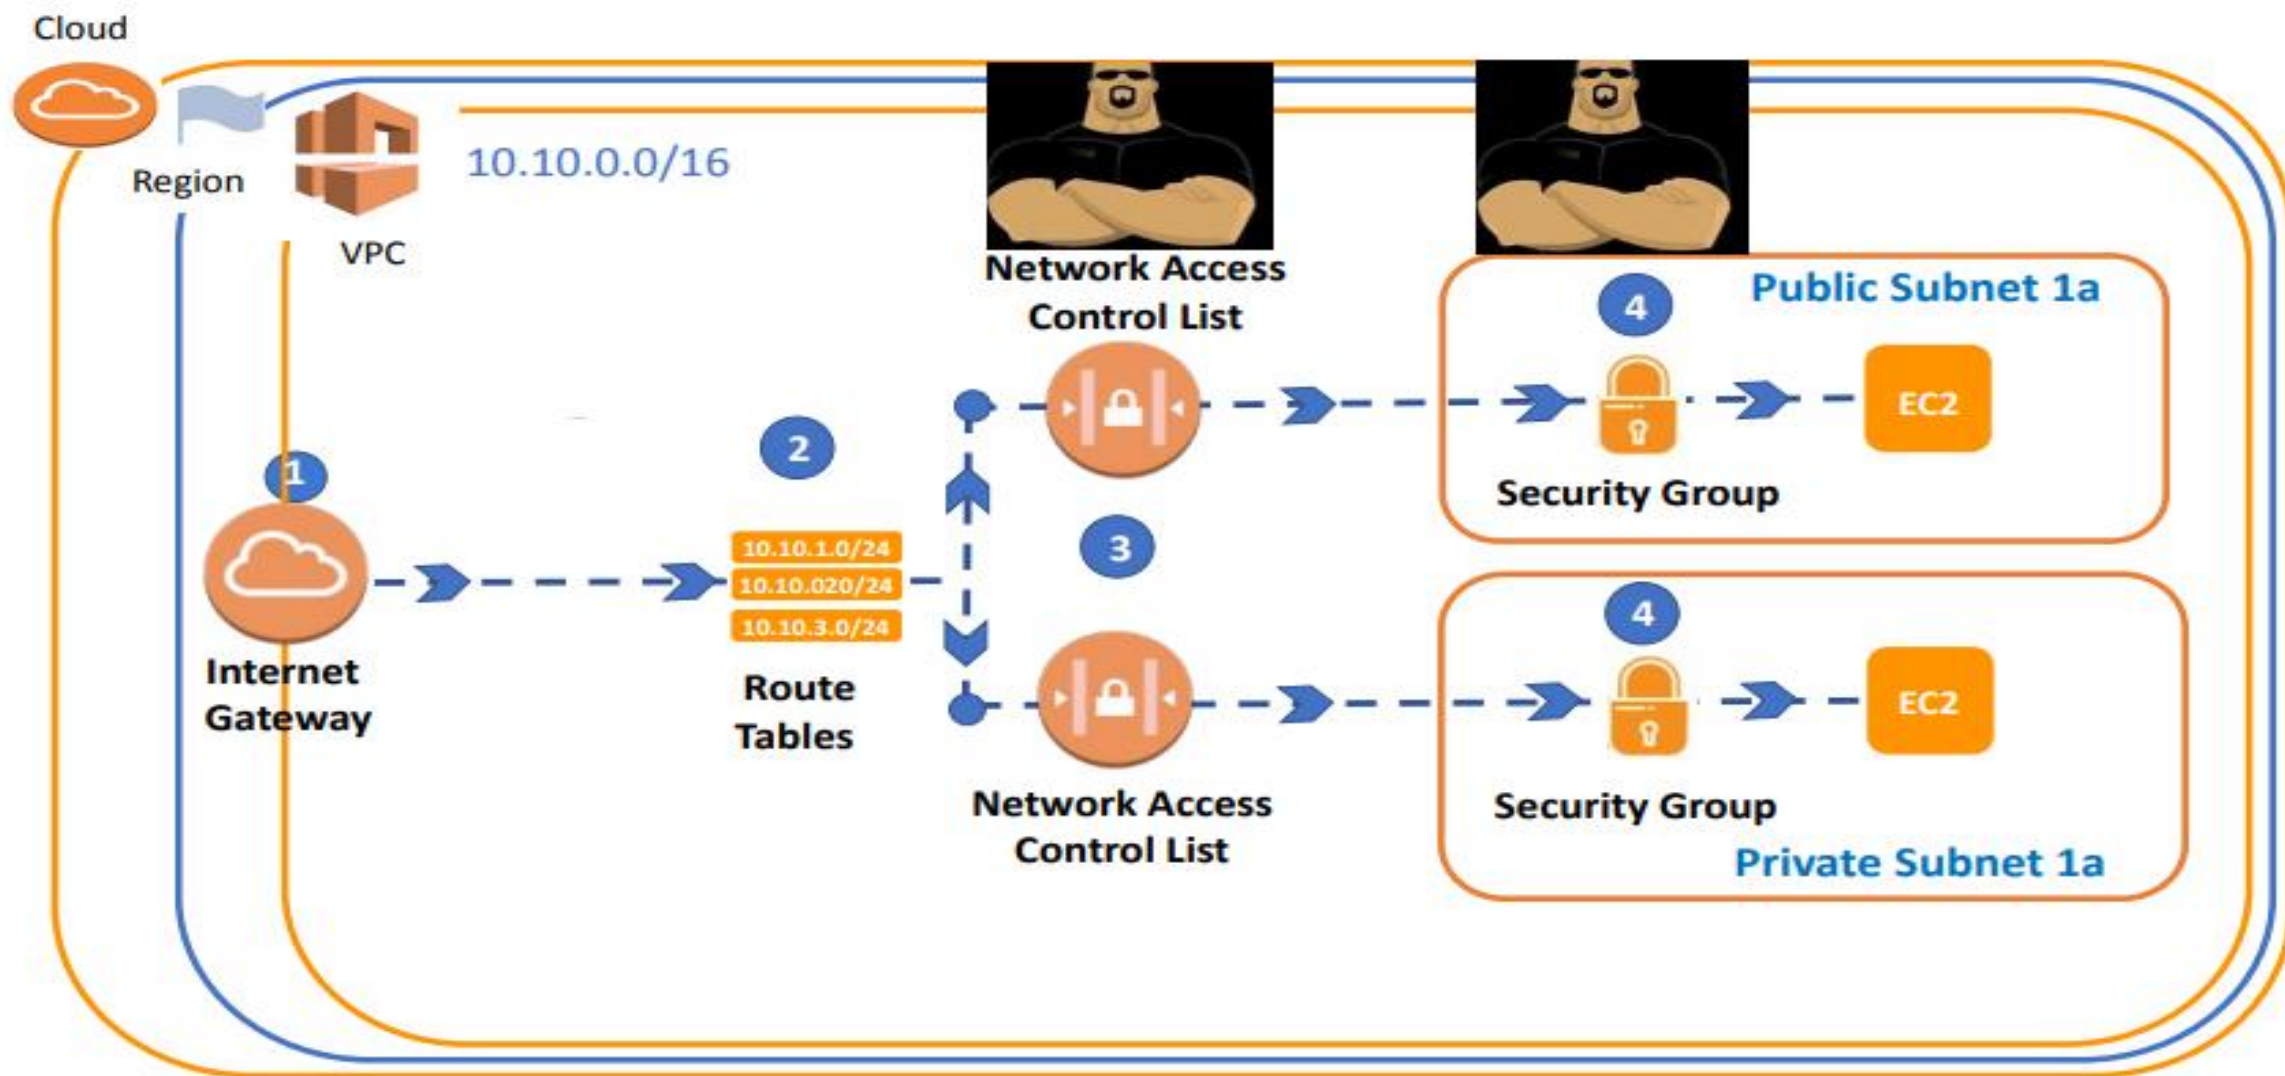 Cloud
Region
VPC
10.10.0.0/16
Network Access
Control List
4
Public Subnet 1a
EC2
Security Group
1
2
10.10.1.0/24
10.10.020/24
10.10.3.0/24
3
Internet
Gateway
Route
Tables
4
EC2
Network Access
Control List
Security Group
Private Subnet 1a